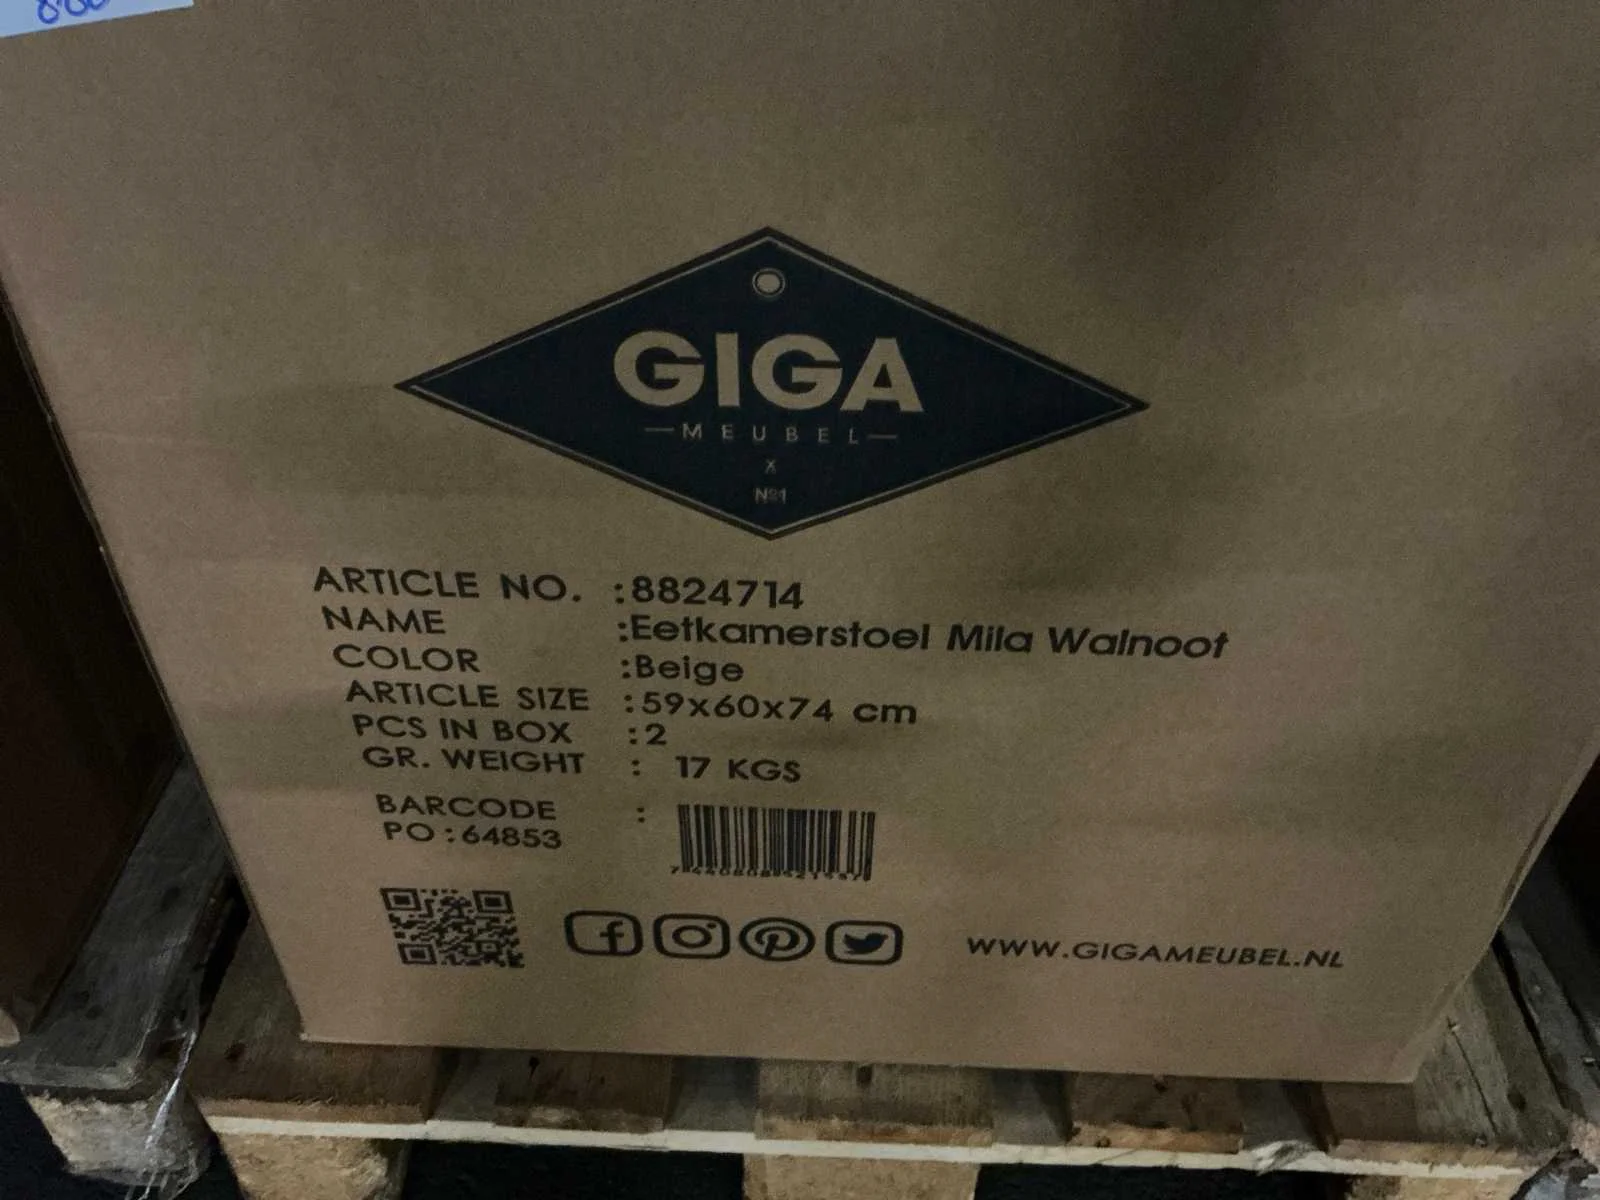 GIGA
MEUBEL
x
№1
ARTICLE NO. :8824714
NAME :Eetkamerstoel Mila Walnoot
COLOR :Beige
ARTICLE SIZE :59x60x74 cm
PCS IN BOX :2
GR. WEIGHT : 17 KGS
BARCODE :
PO :64853
WWW.GIGAMEUBEL.NL